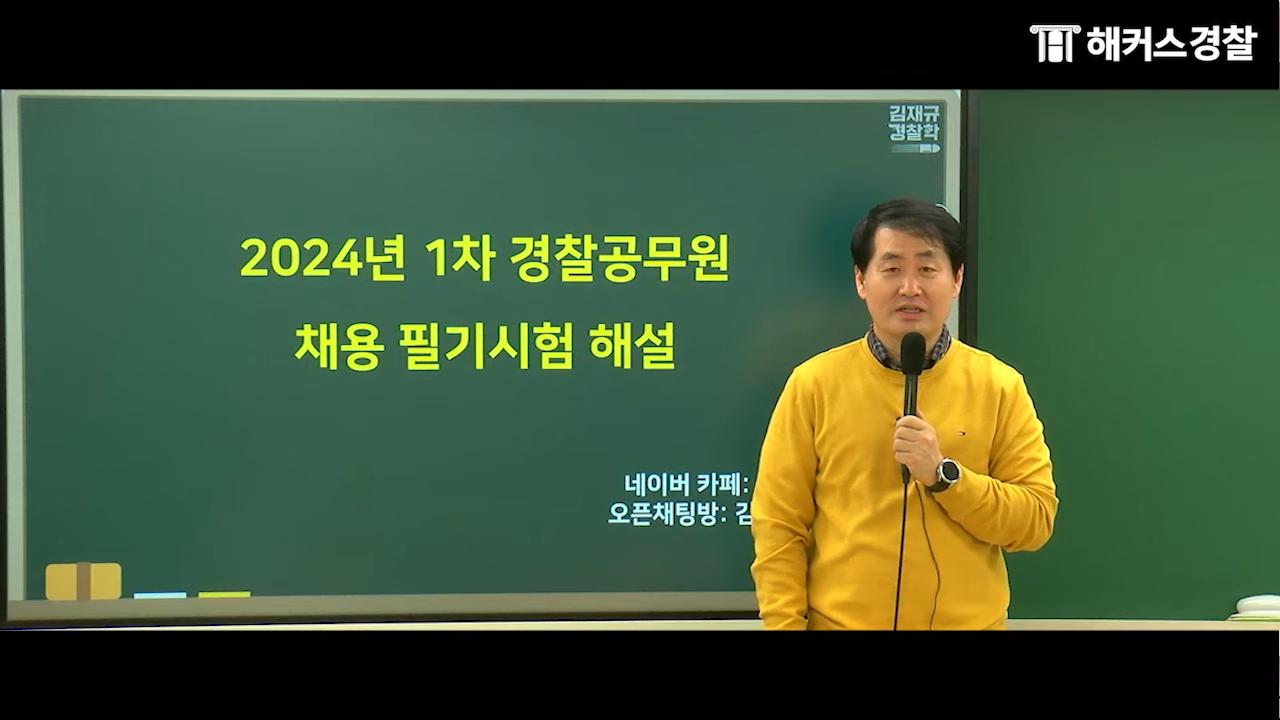 해커스경찰
김재규
경찰학
2024년 1차 경찰공무원
채용 필기시험 해설
네이버 카페:
오픈채팅방: 김